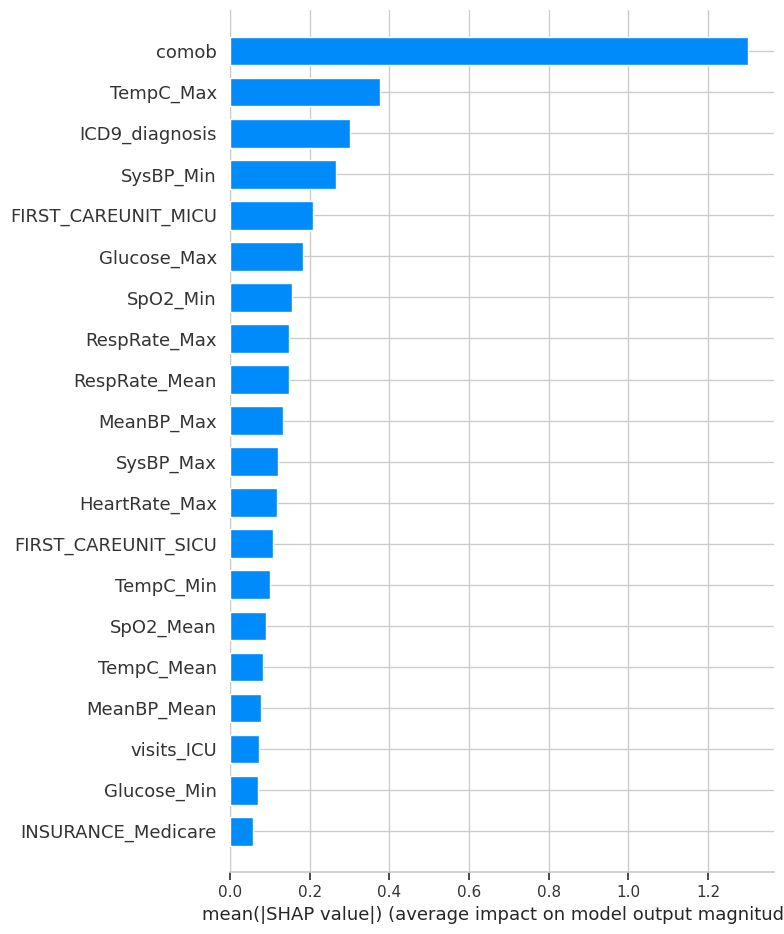 comob
TempC_Max
ICD9_diagnosis
SysBP_Min
FIRST_CAREUNIT_MICU
Glucose_Max
SpO2_Min
RespRate_Max
RespRate_Mean
MeanBP_Max
SysBP_Max
HeartRate_Max
FIRST_CAREUNIT_SICU
TempC_Min
SpO2_Mean
TempC_Mean
MeanBP_Mean
visits_ICU
Glucose_Min
INSURANCE_Medicare
0.0 0.2 0.4 0.6 0.8 1.0 1.2
mean(|SHAP value|) (average impact on model output magnitud